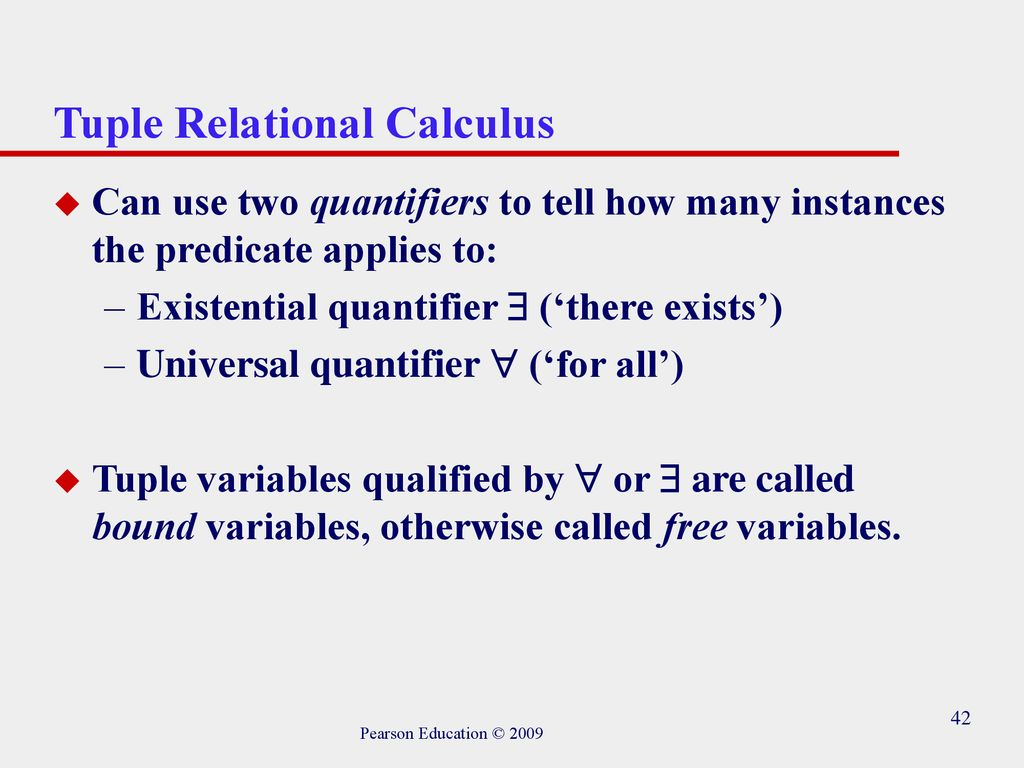 Tuple Relational Calculus
◆ Can use two quantifiers to tell how many instances
the predicate applies to:
– Existential quantifier ∃ (‘there exists’)
– Universal quantifier ∀ (‘for all’)
◆ Tuple variables qualified by ∀ or ∃ are called
bound variables, otherwise called free variables.
42
Pearson Education © 2009